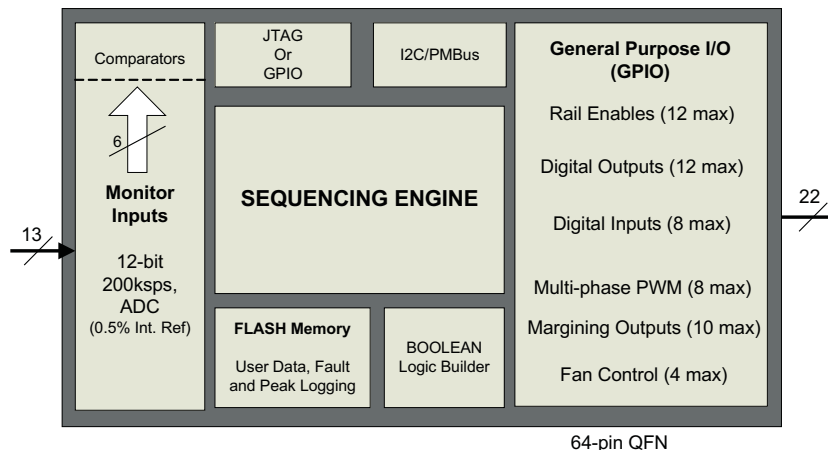 Comparators
6
Monitor
Inputs
13
12-bit
200ksps,
ADC
(0.5% Int. Ref)
JTAG
Or
GPIO
I2C/PMBus
SEQUENCING ENGINE
FLASH Memory
User Data, Fault
and Peak Logging
BOOLEAN
Logic Builder
General Purpose I/O
(GPIO)
Rail Enables (12 max)
Digital Outputs (12 max)
Digital Inputs (8 max)
Multi-phase PWM (8 max)
Margining Outputs (10 max)
Fan Control (4 max)
22
64-pin QFN